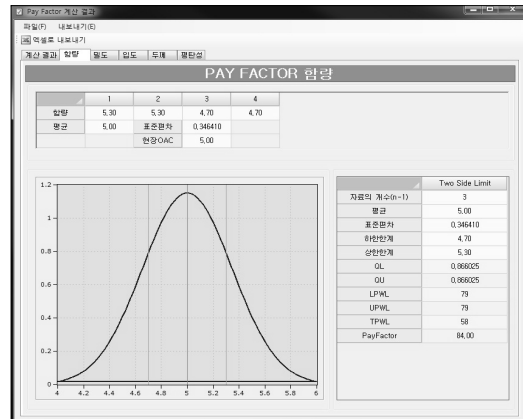 Pay Factor 계산 결과
파일(F) 내보내기(E)
엑셀로 내보내기
계산 결과 함량 밀도 입도 두께 평탄성
PAY FACTOR 함량
1 2 3 4
함량 5,30 5,30 4,70 4,70
평균 5,00 표준편차 0,346410
현장OAC 5,00
1.2
1
0.8
0.6
0.4
0.2
0
4 4.2 4.4 4.6 4.8 5 5.2 5.4 5.6 5.8 6
Two Side Limit
자료의 개수(n-1) 3
평균 5,00
표준편차 0,346410
하한한계 4,70
상한한계 5,30
QL 0,866025
QU 0,866025
LPWL 79
UPWL 79
TPWL 58
PayFactor 84,00